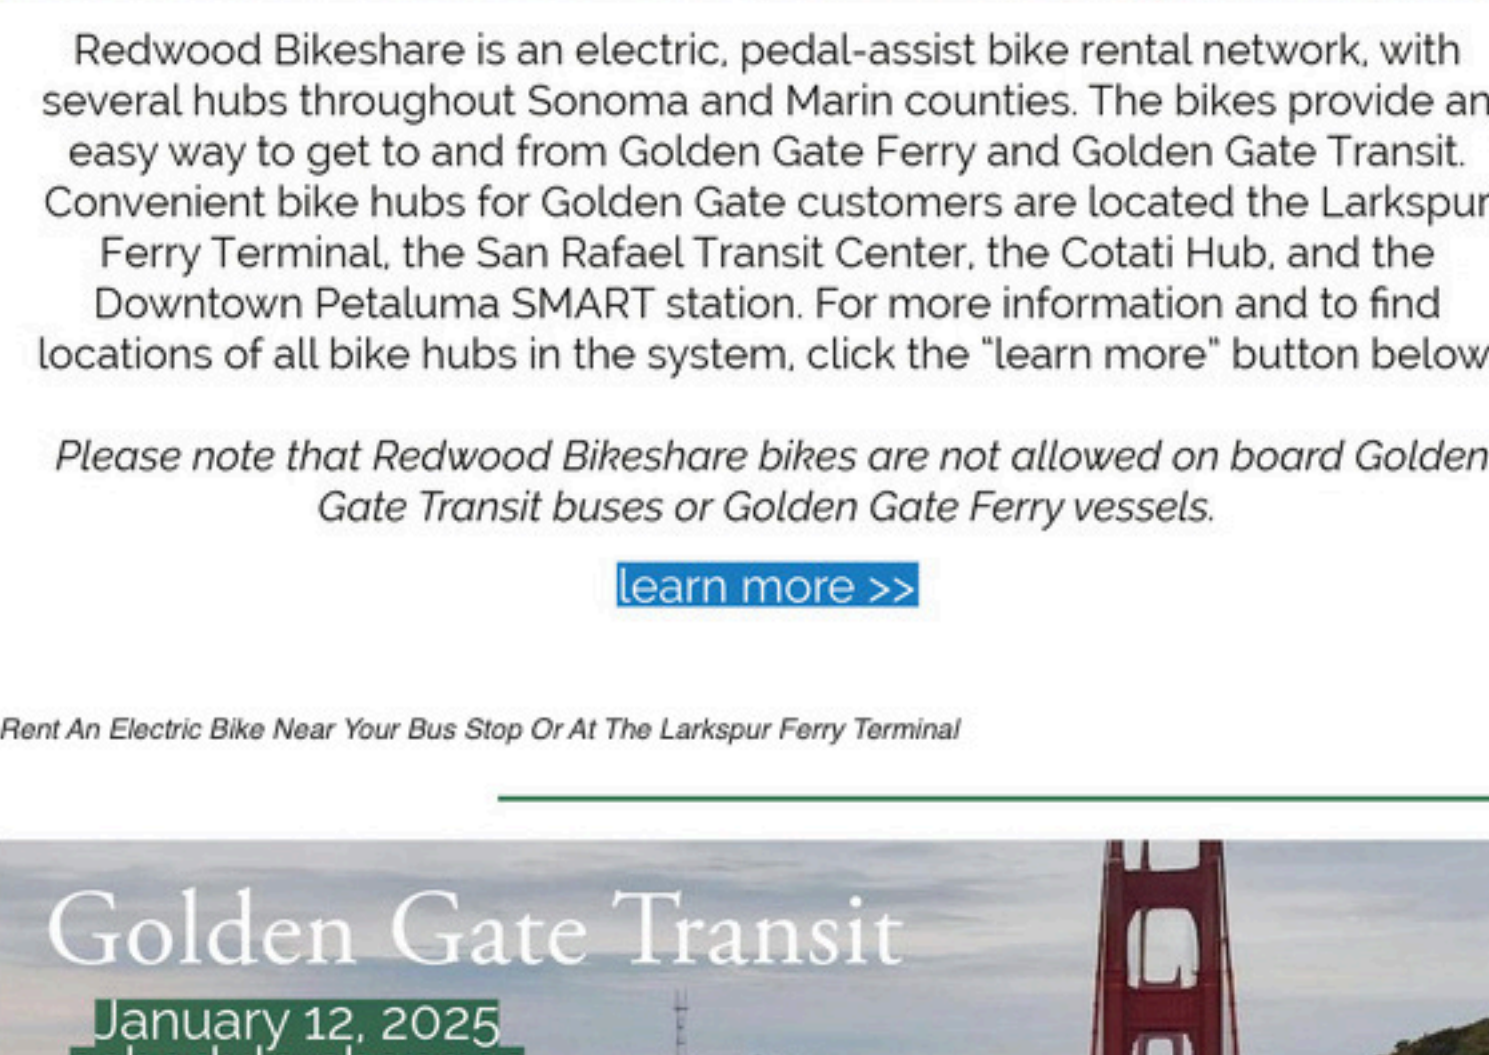 Redwood Bikeshare is an electric, pedal-assist bike rental network, with
several hubs throughout Sonoma and Marin counties. The bikes provide an
easy way to get to and from Golden Gate Ferry and Golden Gate Transit.
Convenient bike hubs for Golden Gate customers are located the Larkspur
Ferry Terminal, the San Rafael Transit Center, the Cotati Hub, and the
Downtown Petaluma SMART station. For more information and to find
locations of all bike hubs in the system, click the “learn more” button below
Please note that Redwood Bikeshare bikes are not allowed on board Golden
Gate Transit buses or Golden Gate Ferry vessels.
learn more >>
Rent An Electric Bike Near Your Bus Stop Or At The Larkspur Ferry Terminal
Golden Gate Transit
January 12, 2025